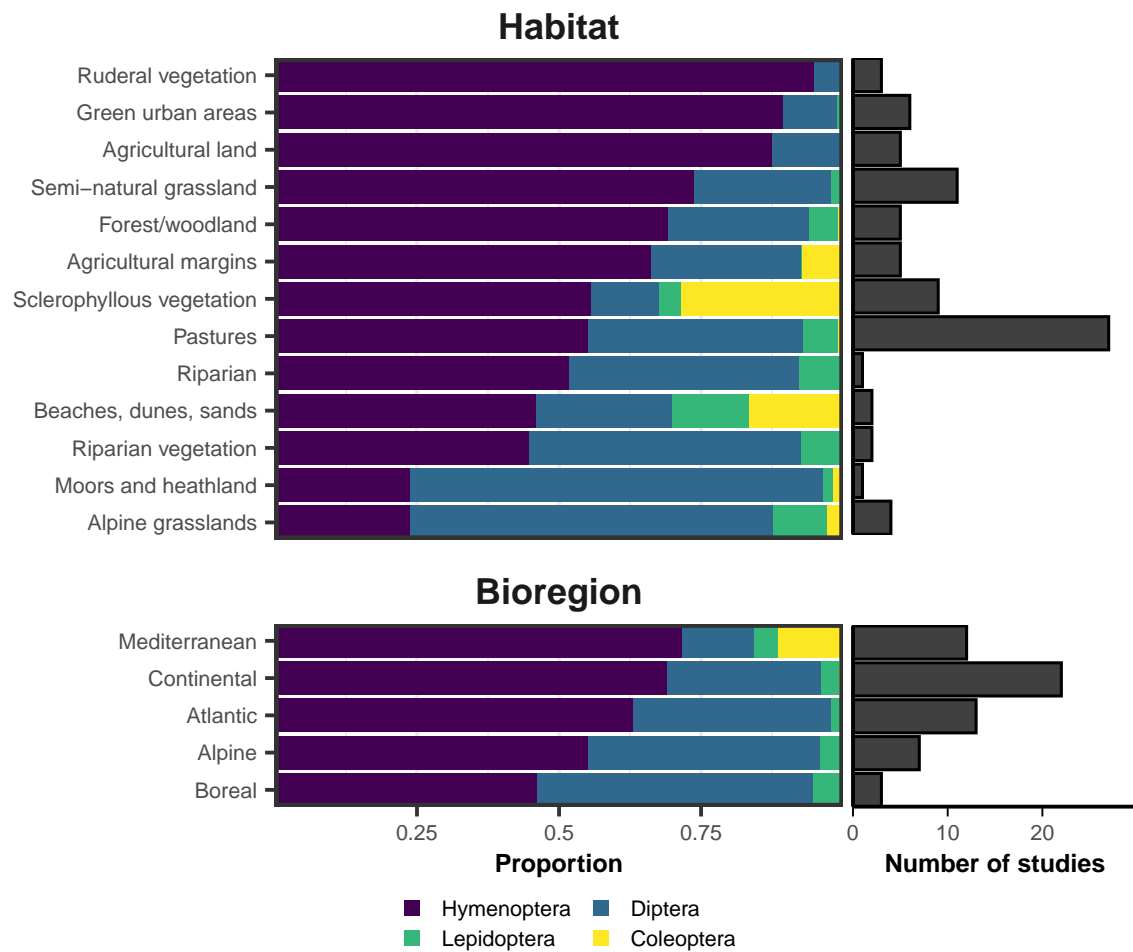 Habitat
Ruderal vegetation
Green urban areas
Agricultural land
Semi−natural grassland
Forest/woodland
Agricultural margins
Sclerophyllous vegetation
Pastures
Riparian
Beaches, dunes, sands
Riparian vegetation
Moors and heathland
Alpine grasslands
Bioregion
Mediterranean
Continental
Atlantic
Alpine
Boreal
0.25 0.5 0.75 0 10 20
Proportion Number of studies
Hymenoptera Diptera
Lepidoptera Coleoptera